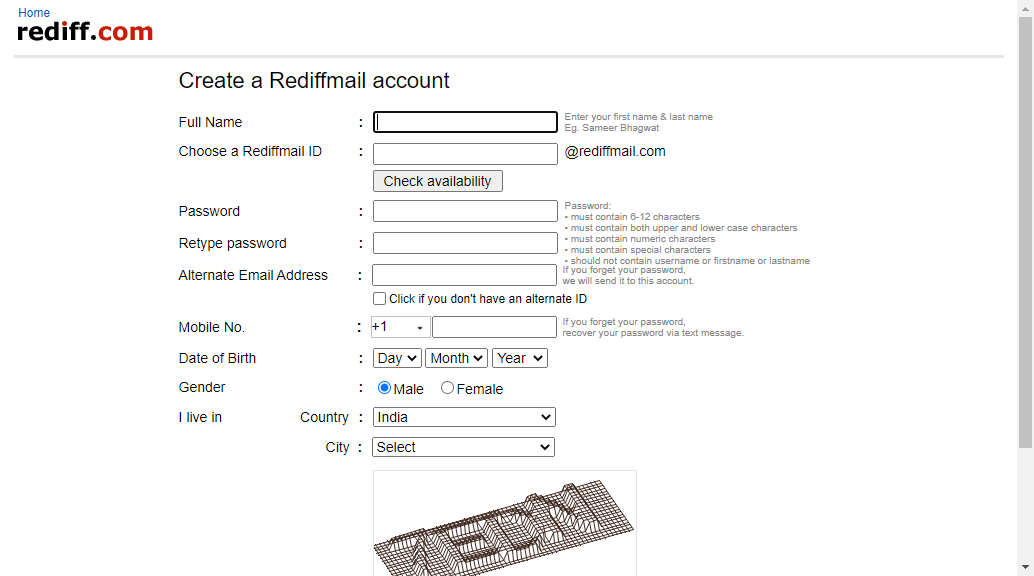 Home
rediff.com
Create a Rediffmail account
Full Name :
Enter your first name & last name
Eg. Sameer Bhagwat
Choose a Rediffmail ID : @rediffmail.com
Check availability
Password :
Password:
• must contain 6-12 characters
• must contain both upper and lower case characters
• must contain numeric characters
• must contain special characters
• should not contain username or firstname or lastname
Retype password :
Alternate Email Address :
If you forget your password,
we will send it to this account.
Click if you don't have an alternate ID
Mobile No. : +1
If you forget your password,
recover your password via text message.
Date of Birth : Day Month Year
Gender : Male Female
I live in Country : India
City : Select